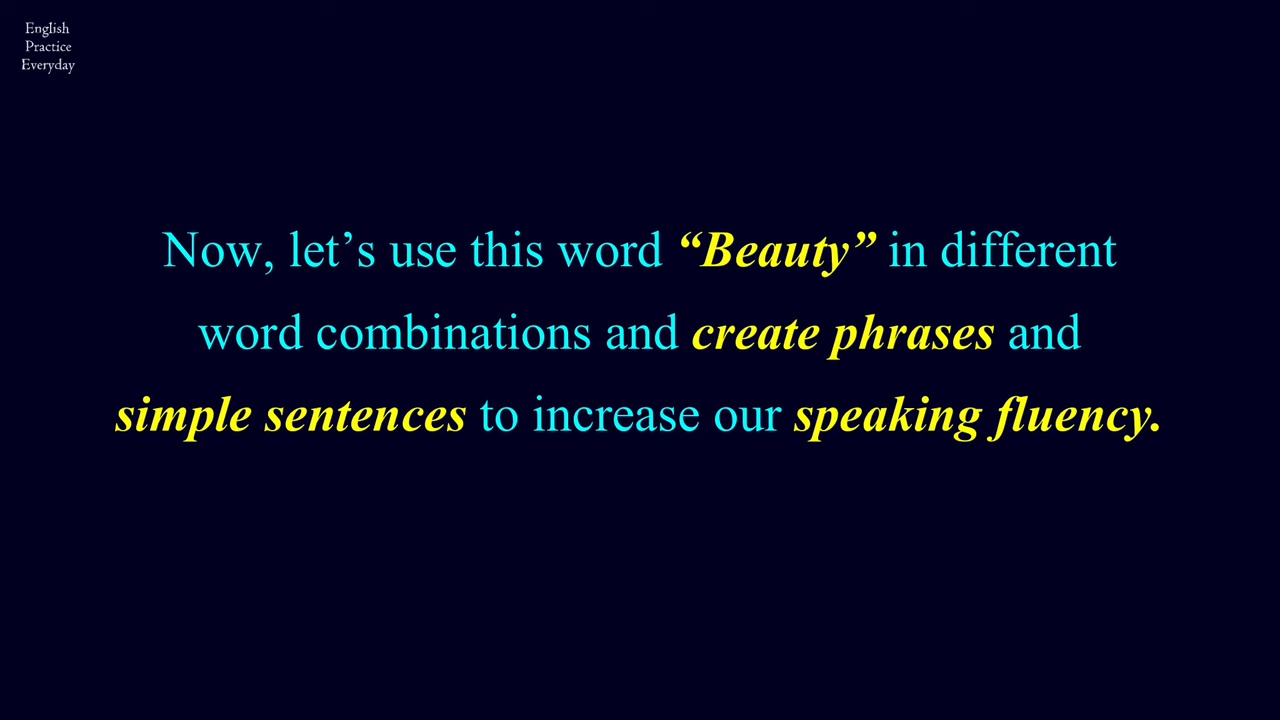 English
Practice
Everyday
Now, let’s use this word “Beauty” in different
word combinations and create phrases and
simple sentences to increase our speaking fluency.